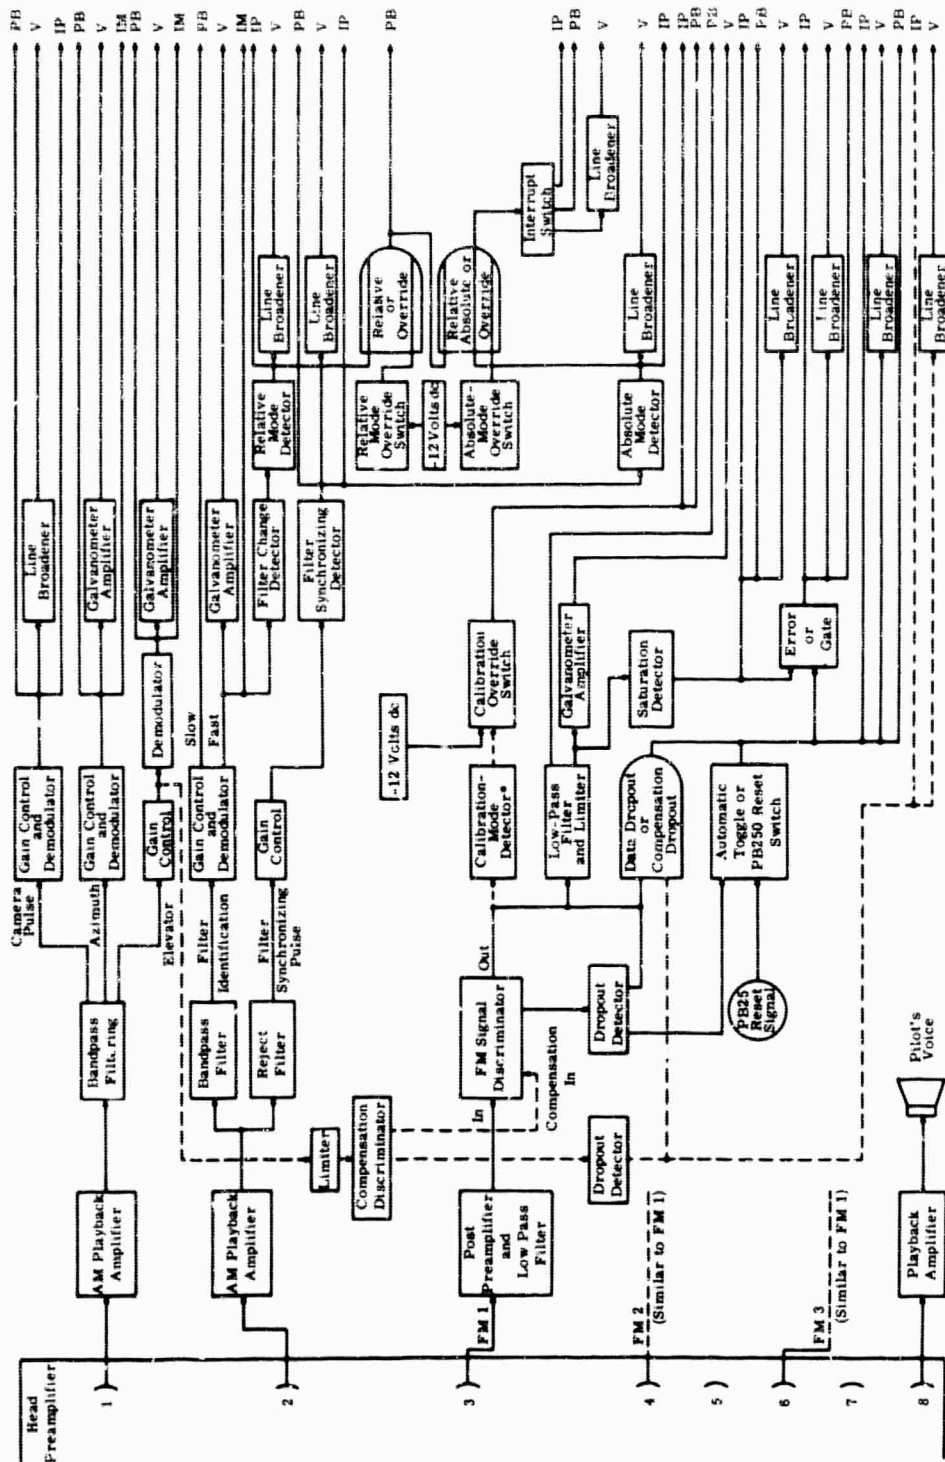 PB
V
IP
PB
V
IM
PB
V
IM
PB
V
IM
IP
V
PB
V
IP
PB
IP
PB
V
V
IP
IP
PB
PB
V
IP
PB
V
IP
V
PB
IP
V
PB
IP
V
Line
Broadener
Galvanometer
Amplifier
Galvanometer
Amplifier
Demodulator
Galvanometer
Amplifier
Filter Change
Detector
Filter
Synchronizing
Detector
Relative
Mode
Detector
Line
Broadener
Line
Broadener
Relative
or
Override
Relative
Absolute or
Override
Relative
Mode
Override
Switch
-12 Volts dc
Absolute-
Mode
Override
Switch
Interrupt
Switch
Line
Broadener
Absolute
Mode
Detector
Line
Broadener
Line
Broadener
Line
Broadener
Line
Broadener
Line
Broadener
Camera
Pulse
Gain Control
and
Demodulator
Azimuth
Gain Control
and
Demodulator
Elevator
Gain
Control
Slow
Fast
Gain Control
and
Demodulator
Gain
Control
Filter
Identification
Filter
Synchronizing
Pulse
Bandpass
Filtering
Bandpass
Filter
Reject
Filter
-12 Volts dc
Calibration
Override
Switch
Calibration-
Mode
Detector*
Low-Pass
Filter
and Limiter
Galvanometer
Amplifier
Saturation
Detector
Error
or
Gate
Data Dropout
or
Compensation
Dropout
Automatic
Toggle or
PB250 Reset
Switch
PB25
Reset
Signal
Out
FM Signal
Discriminator
In
Compensation
In
Dropout
Detector
Limiter
Compensation
Discriminator
Dropout
Detector
Pilot's
Voice
AM Playback
Amplifier
AM Playback
Amplifier
Post
Preamplifier
and
Low Pass
Filter
Playback
Amplifier
FM 1
FM 2
(Similar to FM 1)
FM 3
(Similar to FM 1)
Head
Preamplifier
1
2
3
4
5
6
7
8